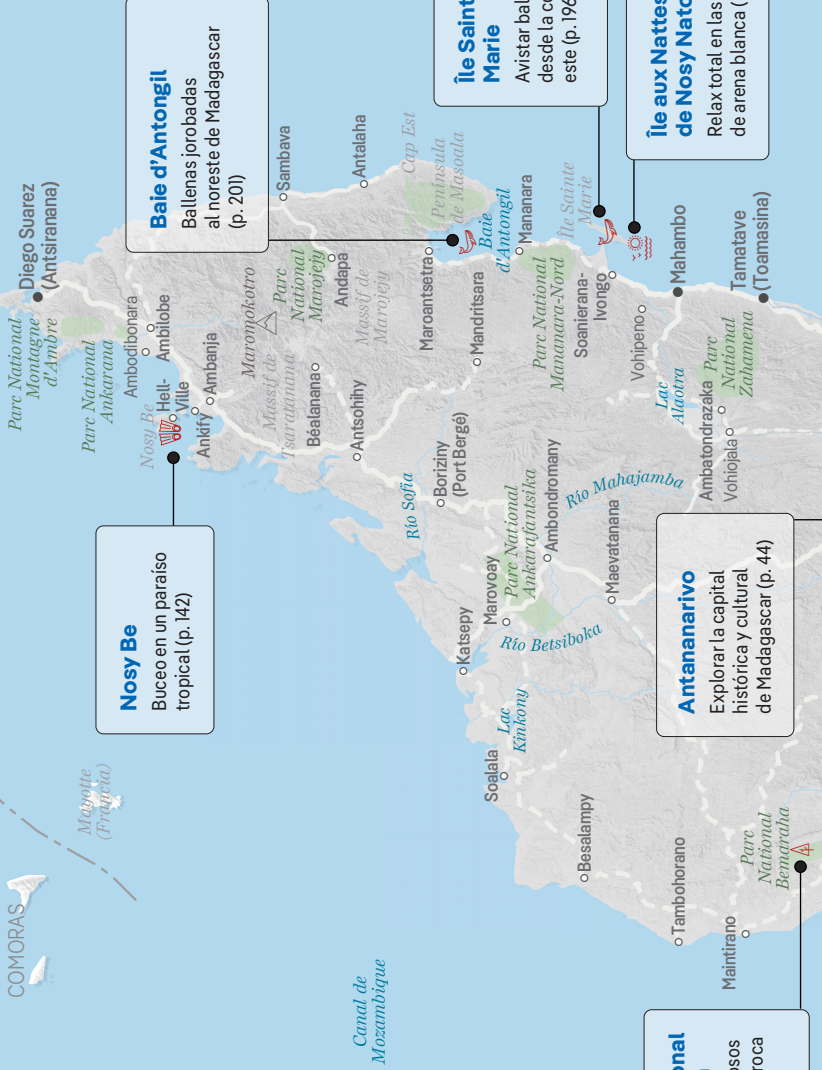 COMORAS
Mayotte
(Francia)
Canal de
Mozambique
Nosy Be
Buceo en un paraíso
tropical (p. 142)
Baie d’Antongil
Ballenas jorobadas
al noreste de Madagascar
(p. 201)
Île Saint
Marie
Avistar bal
desde la co
este (p. 196
Île aux Nattes
de Nosy Nato
Relax total en las
de arena blanca (
Antananarivo
Explorar la capital
histórica y cultural
de Madagascar (p. 44)
onal
osos
roca
Parc National
Montagne
d'Ambre
Diego Suarez
(Antsiranana)
Parc National
Ankarana
Ambodibonara
Ambilobe
Nosy Be
Hell-
Ville
Ankify
Ambanja
Maromokotro
Massif de
Tsaratanana
Parc
National
Marojejy
Sambava
Andapa
Massif de
Marojejy
Antalaha
Béalanana
Antsohihy
Cap Est
Península
de Masoala
Maroantsetra
Baie
d'Antongil
Mananara
Mandritsara
Río Sofia
Boriziny
(Port Bergé)
Parc National
Mananara-Nord
Île Sainte
Marie
Soanierana-
Ivongo
Vohipeno
Mahambo
Tamatave
(Toamasina)
Lac
Alaotra
Parc
National
Zahamena
Ambatondrazaka
Vohiojala
Katsepy
Marovoay
Parc National
Ankarafantsika
Ambondromany
Río Mahajamba
Río Betsiboka
Maevatanana
Soalala
Lac
Kinkony
Besalampy
Tambohorano
Maintirano
Parc
National
Bemaraha